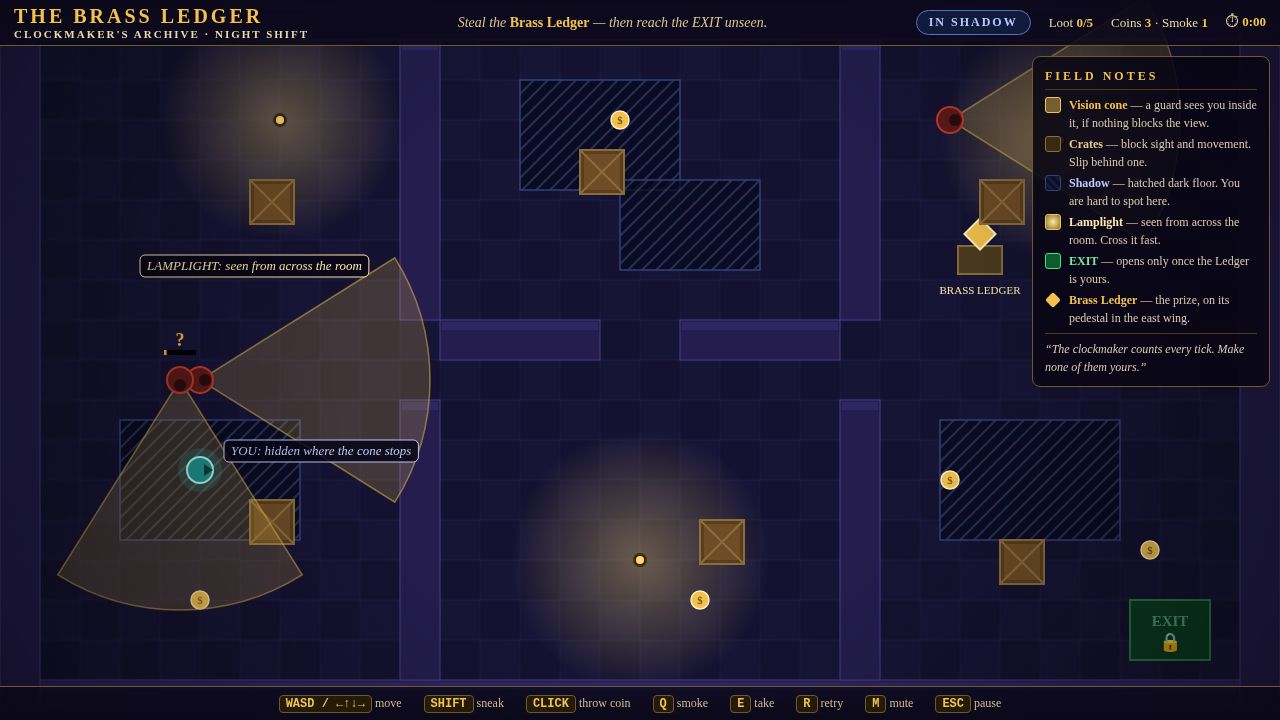 THE BRASS LEDGER
CLOCKMAKER'S ARCHIVE · NIGHT SHIFT
Steal the Brass Ledger — then reach the EXIT unseen.
IN SHADOW
Loot 0/5
Coins 3 · Smoke 1
⏱ 0:00
FIELD NOTES
Vision cone — a guard sees you inside
it, if nothing blocks the view.
Crates — block sight and movement.
Slip behind one.
Shadow — hatched dark floor. You
are hard to spot here.
Lamplight — seen from across the
room. Cross it fast.
EXIT — opens only once the Ledger
is yours.
Brass Ledger — the prize, on its
pedestal in the east wing.
“The clockmaker counts every tick. Make
none of them yours.”
$
BRASS LEDGER
LAMPLIGHT: seen from across the room
?
YOU: hidden where the cone stops
$
$
$
$
EXIT
WASD / ←↑↓→ move
SHIFT sneak
CLICK throw coin
Q smoke
E take
R retry
M mute
ESC pause